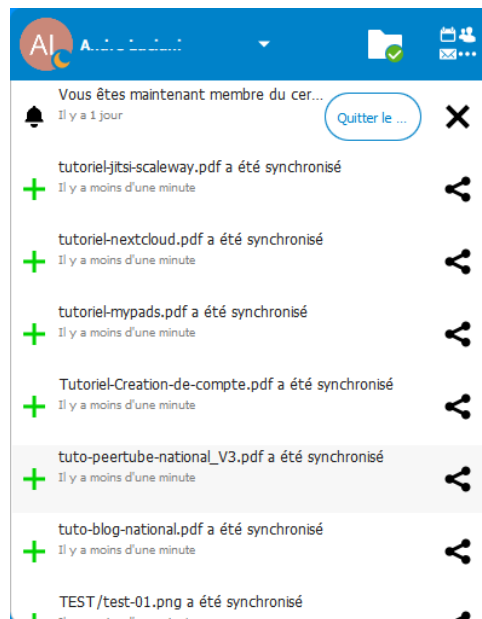 AI
Vous êtes maintenant membre du cer...
Il y a 1 jour
Quitter le ...
tutoriel-jitsi-scaleway.pdf a été synchronisé
Il y a moins d'une minute
tutoriel-nextcloud.pdf a été synchronisé
Il y a moins d'une minute
tutoriel-mypads.pdf a été synchronisé
Il y a moins d'une minute
Tutoriel-Creation-de-compte.pdf a été synchronisé
Il y a moins d'une minute
tuto-peertube-national_V3.pdf a été synchronisé
Il y a moins d'une minute
tuto-blog-national.pdf a été synchronisé
Il y a moins d'une minute
TEST/test-01.png a été synchronisé